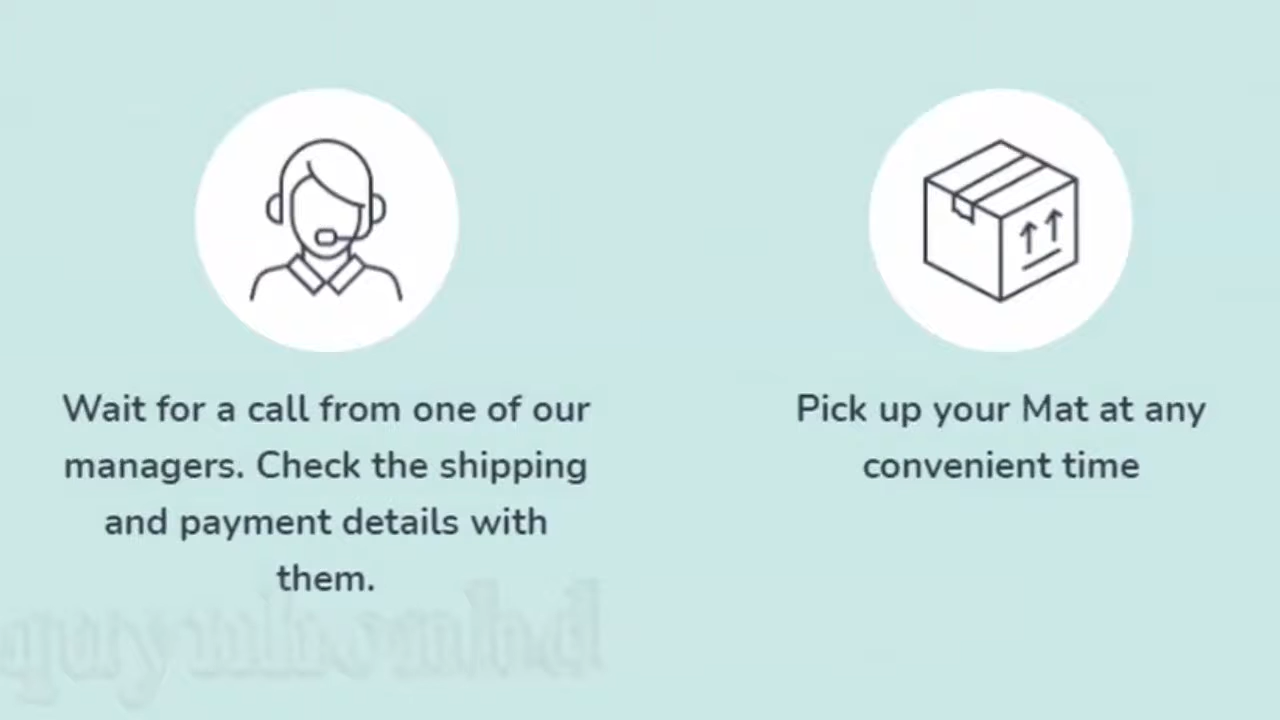 Wait for a call from one of our
managers. Check the shipping
and payment details with
them.
Pick up your Mat at any
convenient time